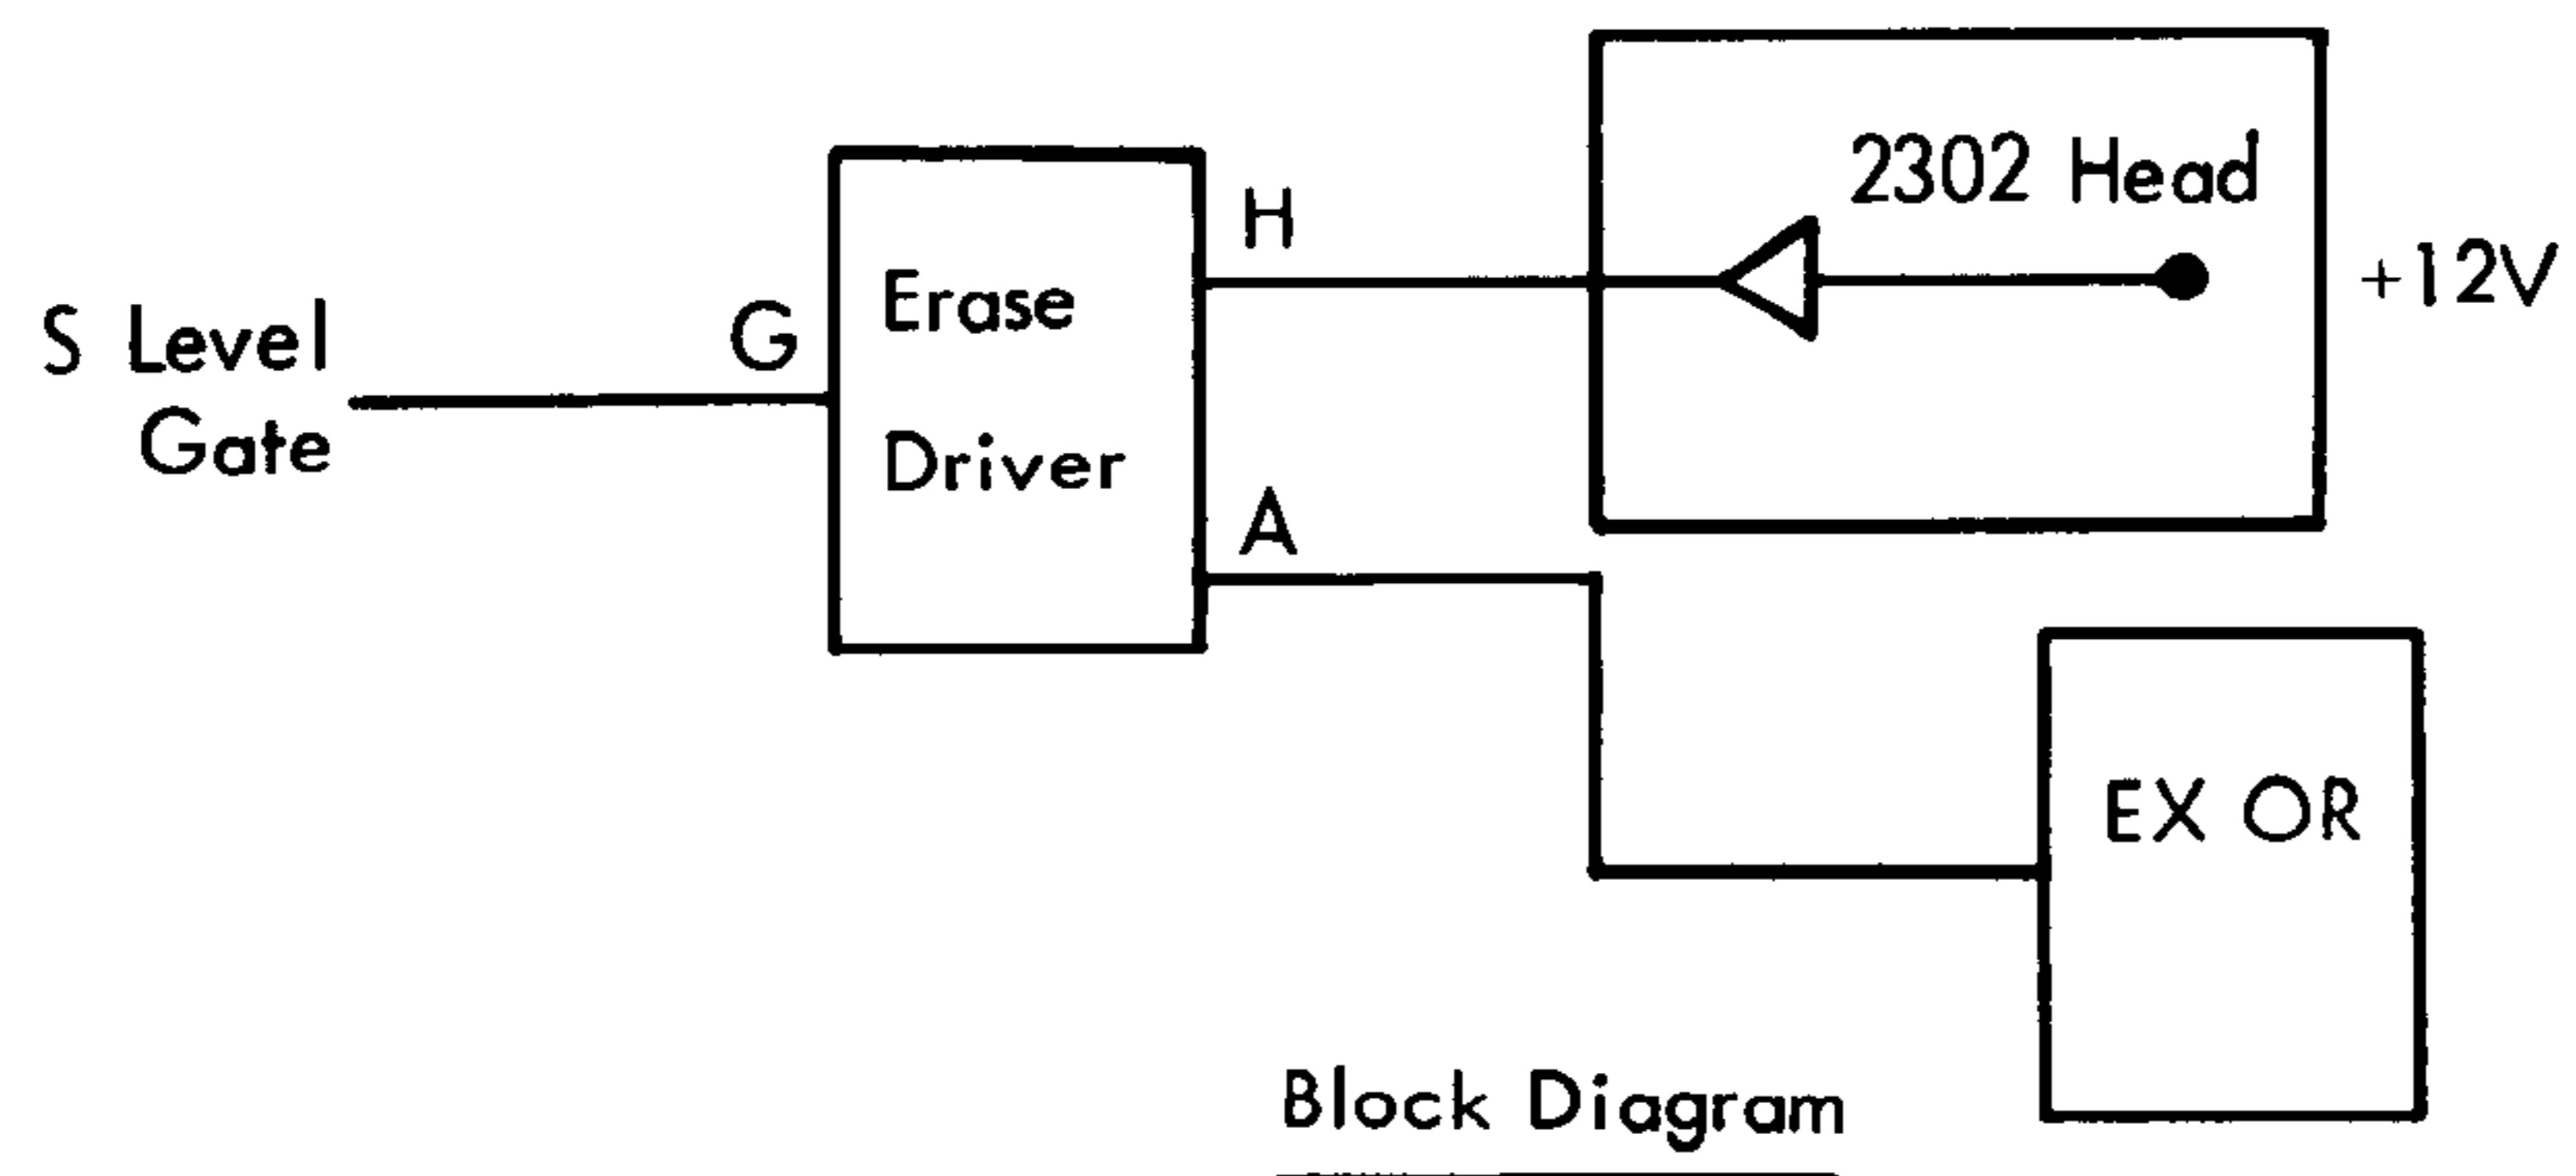 2302 Head
+12V
H
S Level
Gate
G
Erase
Driver
A
EX OR
Block Diagram